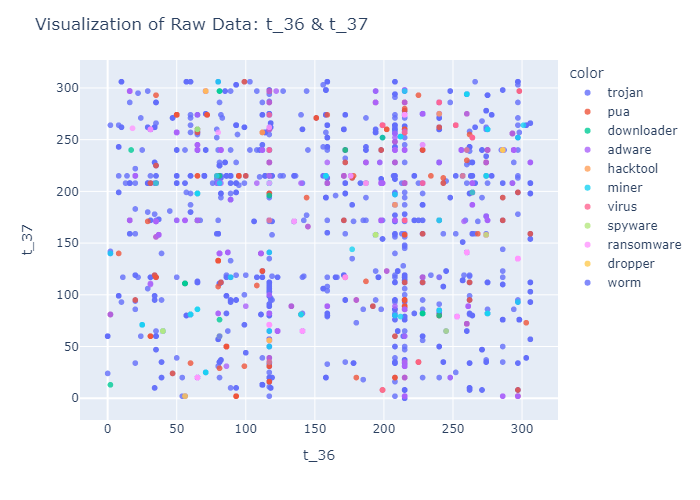 Visualization of Raw Data: t_36 & t_37
color
trojan
pua
downloader
adware
hacktool
miner
virus
spyware
ransomware
dropper
worm
t_37
300
250
200
150
100
50
0
0 50 100 150 200 250 300
t_36